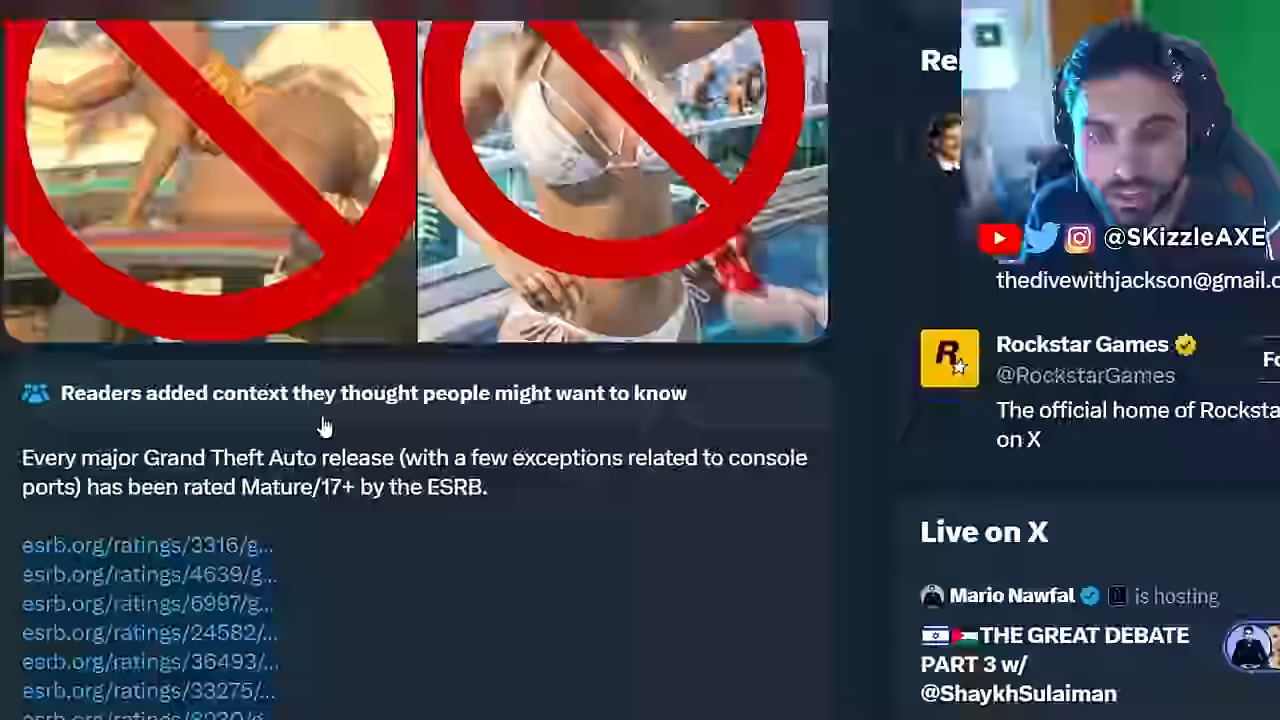 Readers added context they thought people might want to know
Every major Grand Theft Auto release (with a few exceptions related to console
ports) has been rated Mature/17+ by the ESRB.
esrb.org/ratings/3316/g...
esrb.org/ratings/4639/g...
esrb.org/ratings/6997/g...
esrb.org/ratings/24582/...
esrb.org/ratings/36493/...
esrb.org/ratings/33275/...
Rel
@SKizzleAXE
thedivewithjackson@gmail.c
Rockstar Games
@RockstarGames
Fo
The official home of Rocksta
on X
Live on X
Mario Nawfal is hosting
THE GREAT DEBATE
PART 3 w/
@ShaykhSulaiman